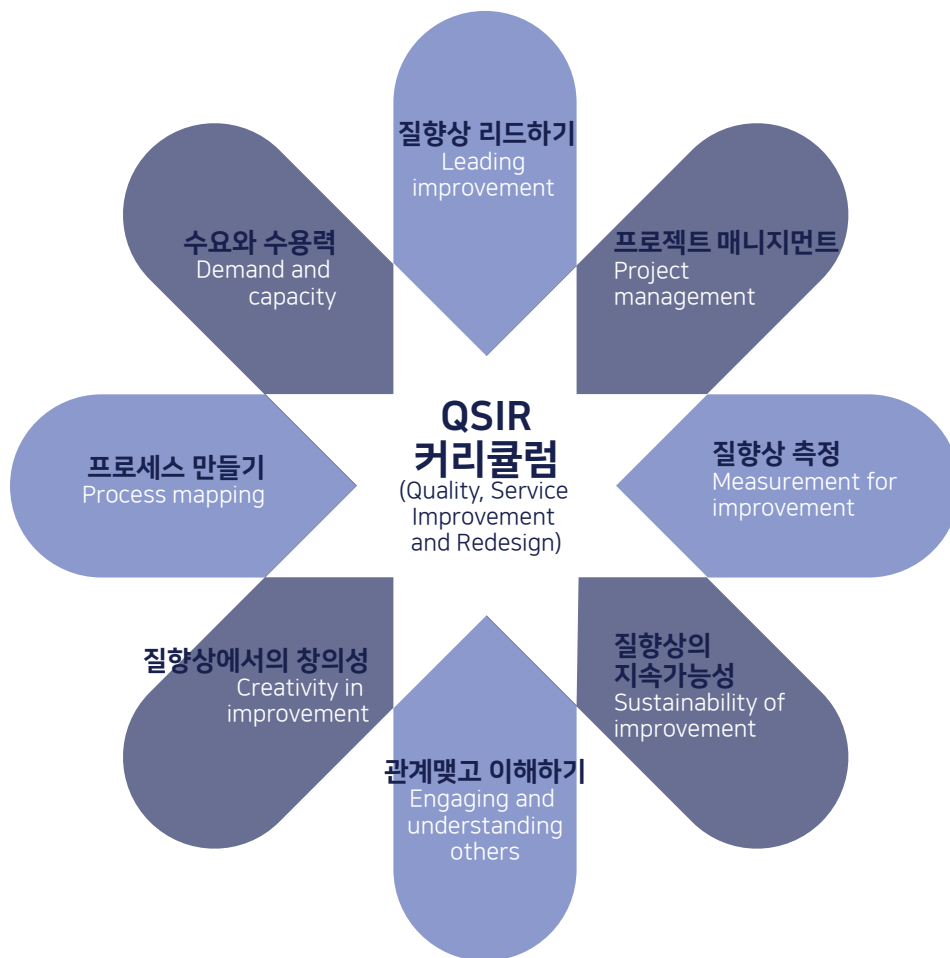 질향상 리드하기
Leading
improvement
프로젝트 매니지먼트
Project
management
질향상 측정
Measurement for
improvement
질향상의
지속가능성
Sustainability of
improvement
관계맺고 이해하기
Engaging and
understanding
others
질향상에서의 창의성
Creativity in
improvement
프로세스 만들기
Process mapping
수요와 수용력
Demand and
capacity
QSIR
커리큘럼
(Quality, Service
Improvement
and Redesign)